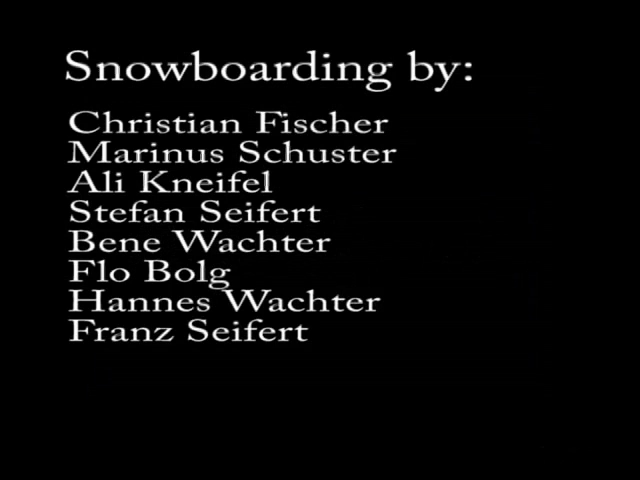 Snowboarding by:
Christian Fischer
Marinus Schuster
Ali Kneifel
Stefan Seifert
Bene Wachter
Flo Bolg
Hannes Wachter
Franz Seifert